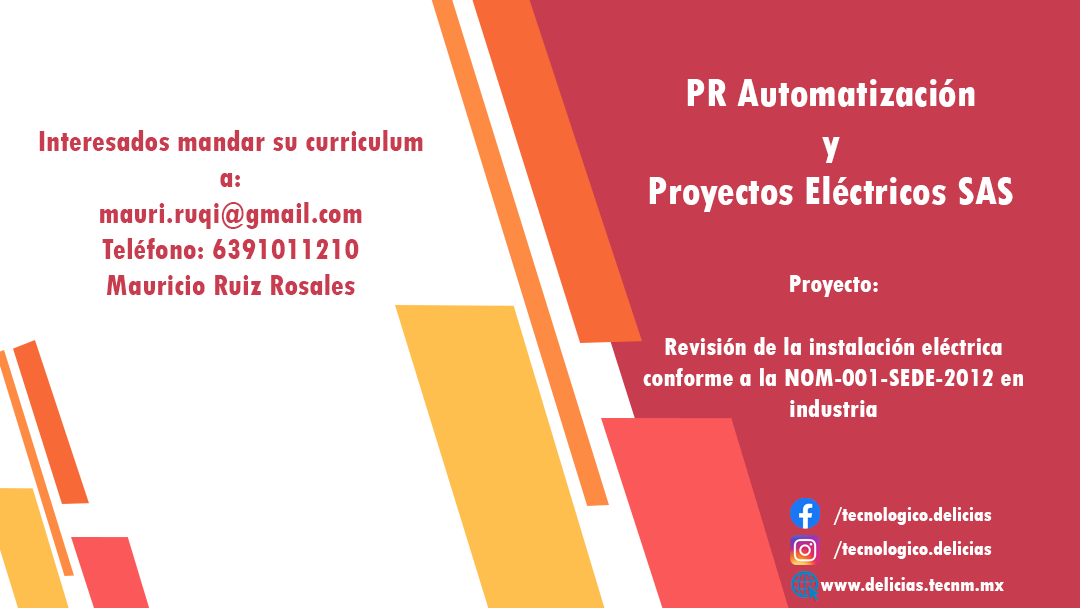 Interesados mandar su curriculum
a:
mauri.ruqi@gmail.com
Teléfono: 6391011210
Mauricio Ruiz Rosales
PR Automatización
y
Proyectos Eléctricos SAS
Proyecto:
Revisión de la instalación eléctrica
conforme a la NOM-001-SEDE-2012 en
industria
/tecnologico.delicias
/tecnologico.delicias
www.delicias.tecnm.mx